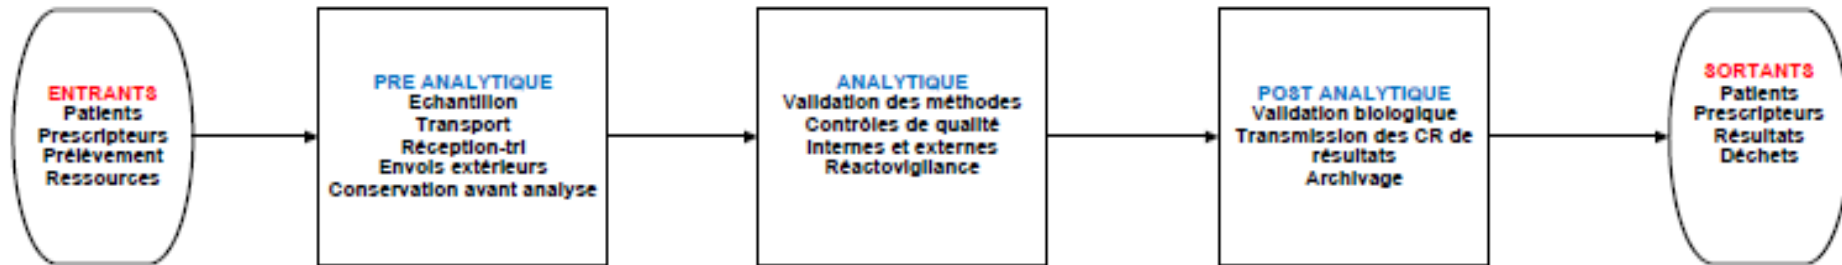 ENTRANTS
Patients
Prescripteurs
Prélèvement
Ressources
PRE ANALYTIQUE
Echantillon
Transport
Réception-tri
Envois extérieurs
Conservation avant analyse
ANALYTIQUE
Validation des méthodes
Contrôles de qualité
Internes et externes
Réactovigilance
POST ANALYTIQUE
Validation biologique
Transmission des CR de
résultats
Archivage
SORTANTS
Patients
Prescripteurs
Résultats
Déchets